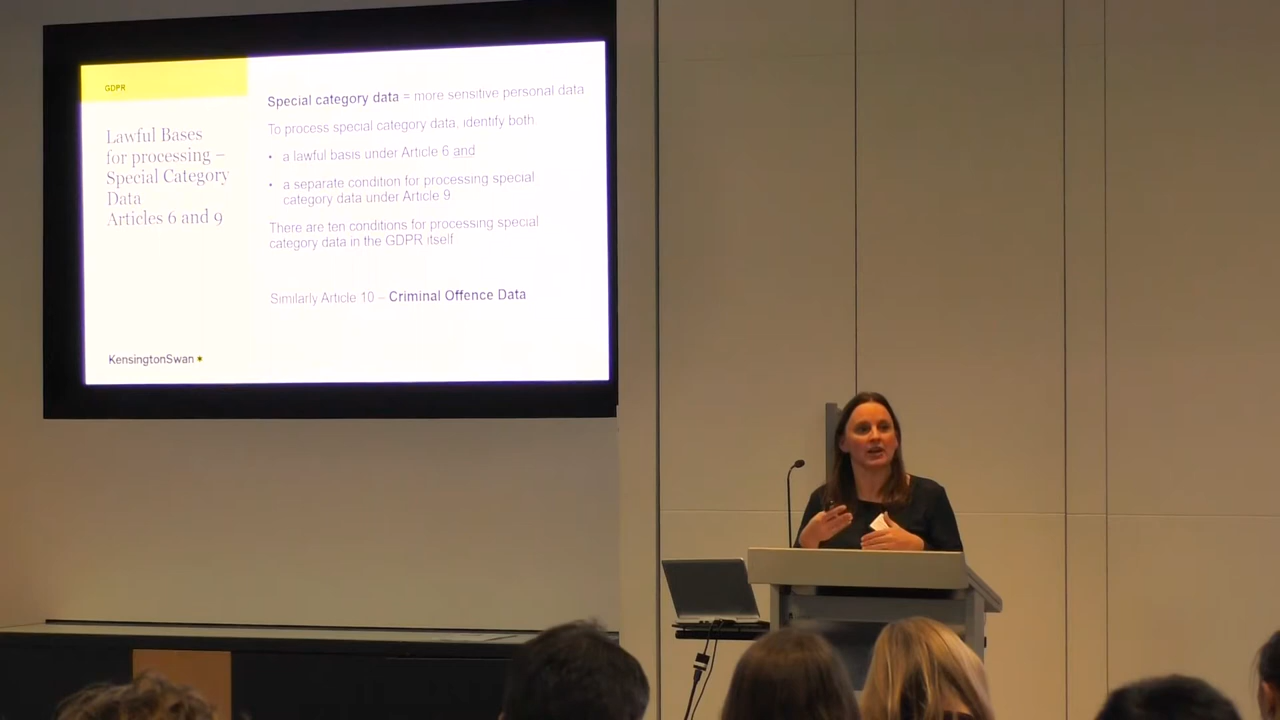 GDPR
Lawful Bases
for processing –
Special Category
Data
Articles 6 and 9
Special category data = more sensitive personal data
To process special category data, identify both
• a lawful basis under Article 6 and
• a separate condition for processing special
category data under Article 9
There are ten conditions for processing special
category data in the GDPR itself
Similarly Article 10 – Criminal Offence Data
KensingtonSwan*